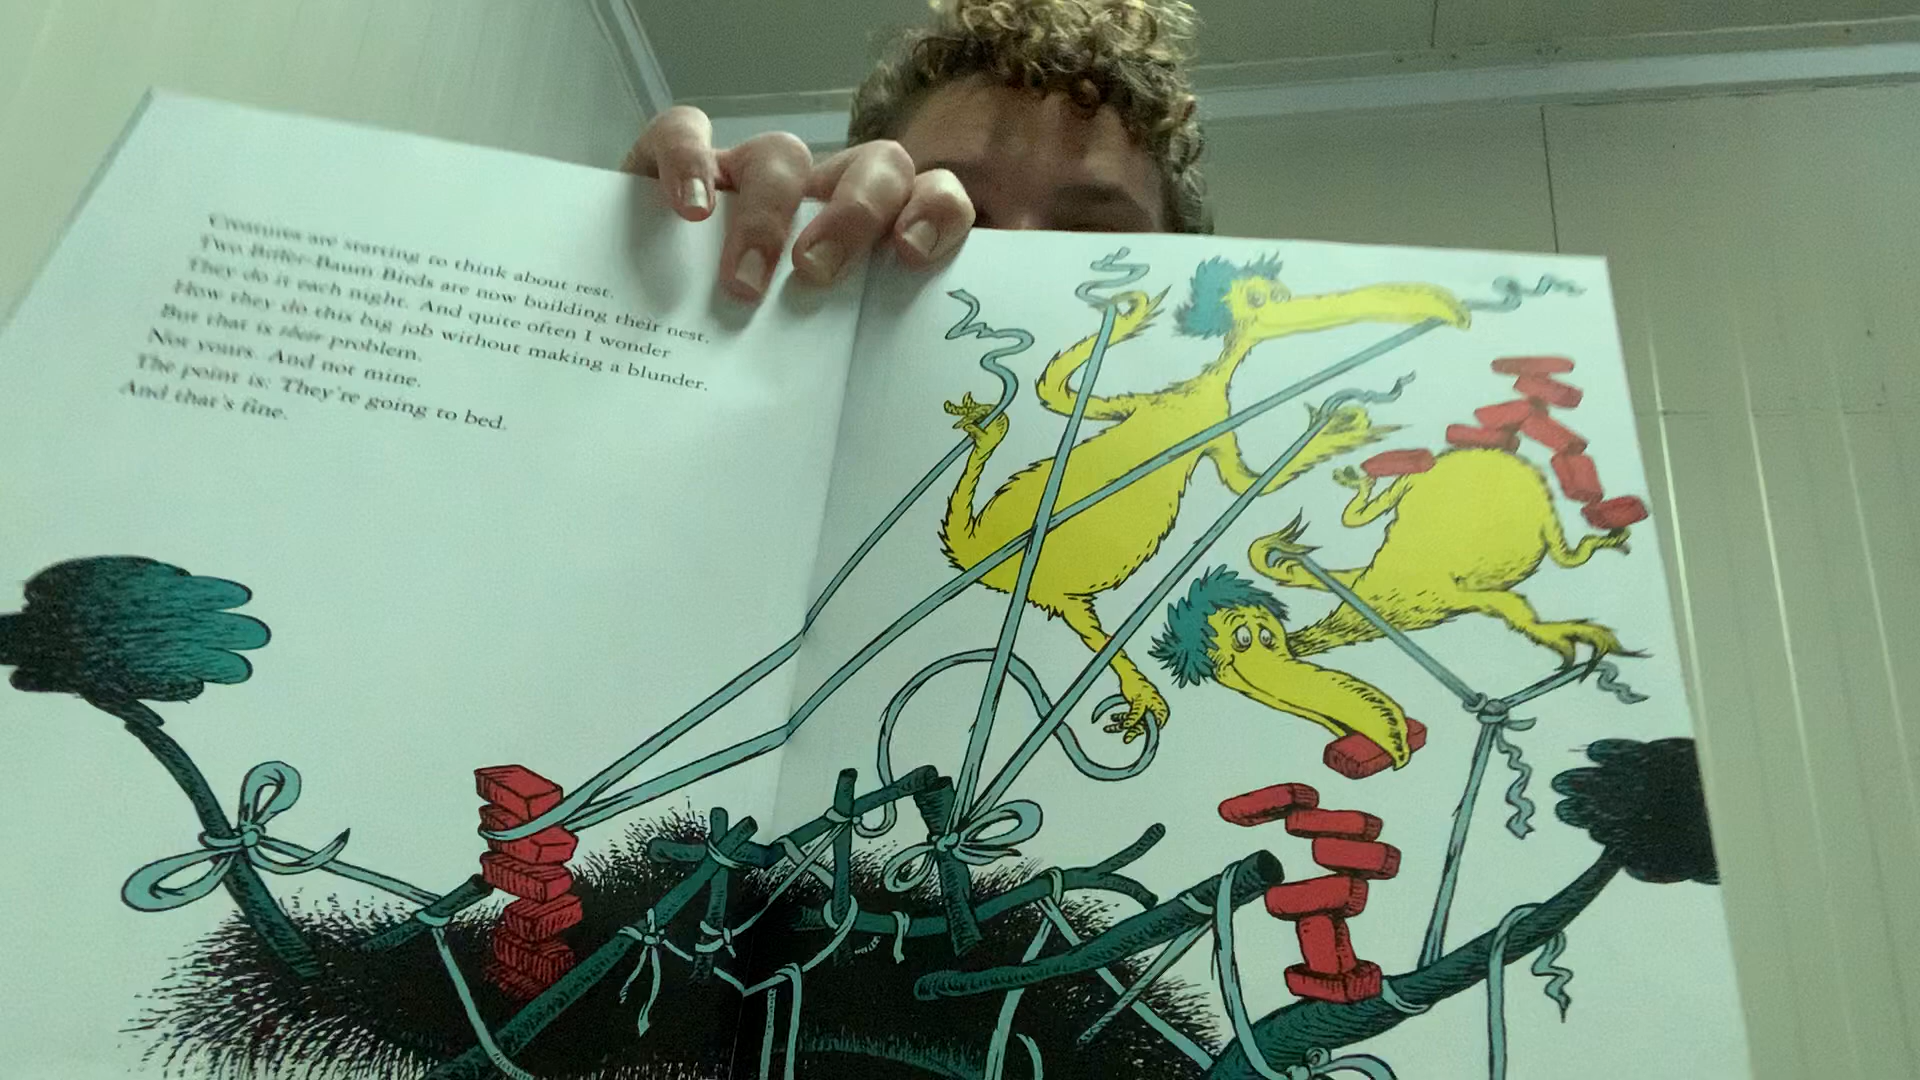 Creatures are starting to think about rest.
Two Biffer-Baum Birds are now building their nest.
They do it each night. And quite often I wonder
How they do this big job without making a blunder.
But that is their problem.
Not yours. And not mine.
The point is: They're going to bed.
And that's fine.